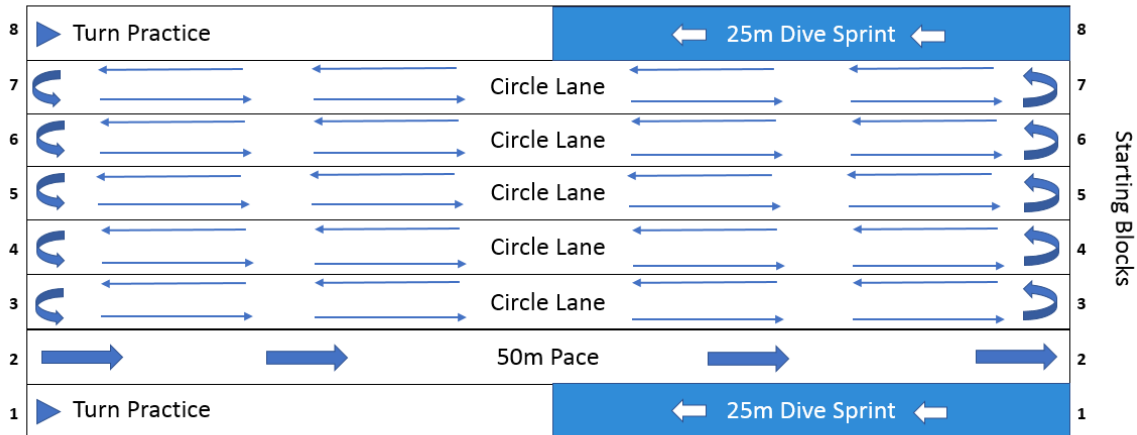 8 Turn Practice 25m Dive Sprint 8
7 Circle Lane 7
6 Circle Lane 6
5 Circle Lane 5
4 Circle Lane 4
3 Circle Lane 3
2 50m Pace 2
1 Turn Practice 25m Dive Sprint 1
Starting Blocks